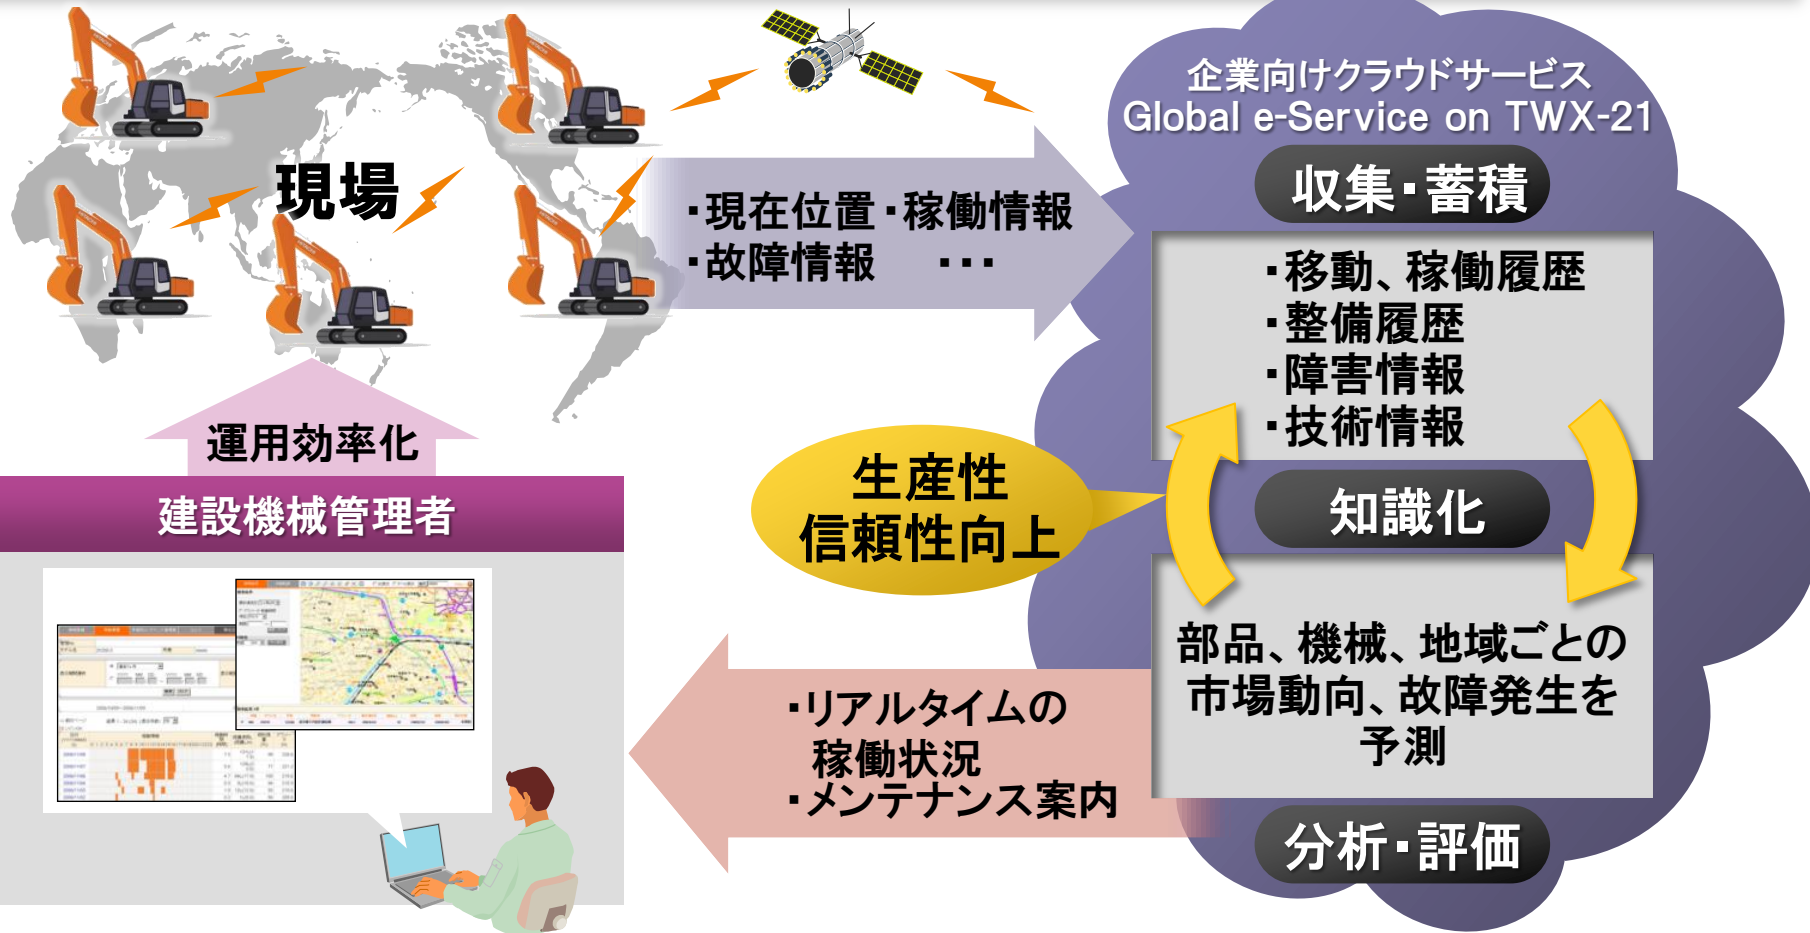 現場
・現在位置・稼働情報
・故障情報　・・・
企業向けクラウドサービス
Global e-Service on TWX-21
収集・蓄積
・移動、稼働履歴
・整備履歴
・障害情報
・技術情報
知識化
部品、機械、地域ごとの
市場動向、故障発生を
予測
分析・評価
生産性
信頼性向上
・リアルタイムの
稼働状況
・メンテナンス案内
運用効率化
建設機械管理者